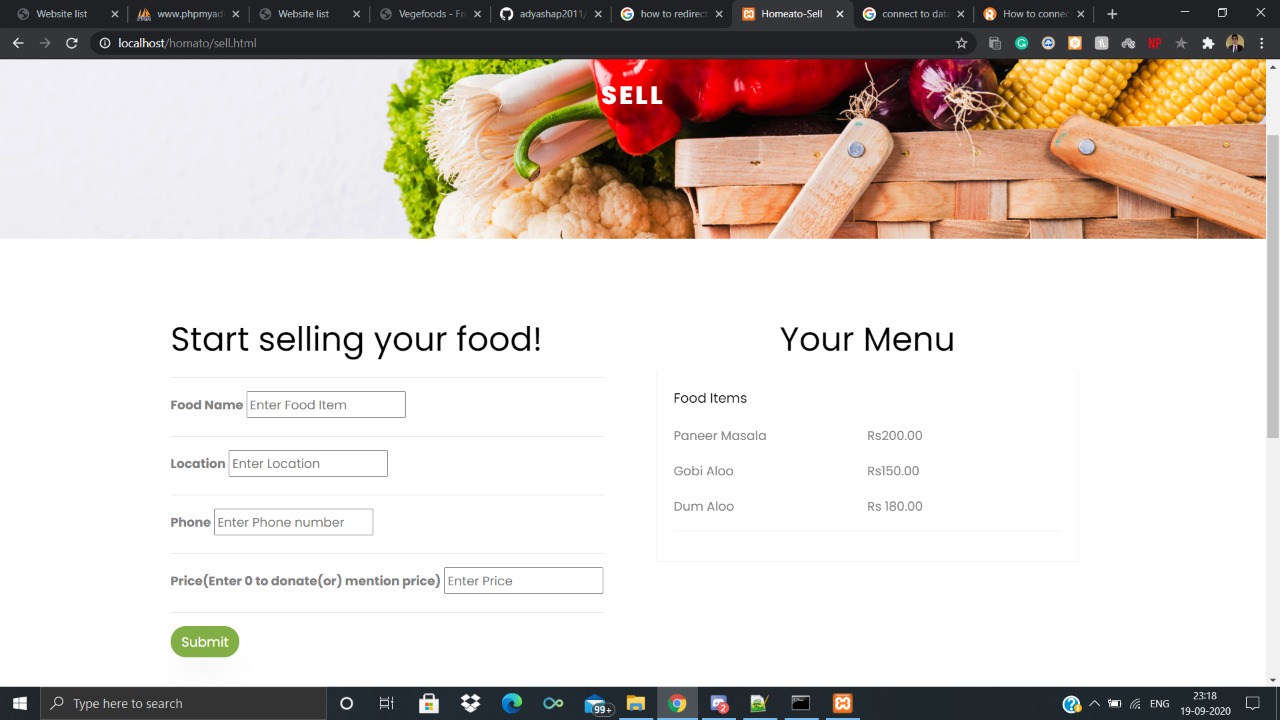 Website list
www.phpmyad
Website list
Vegefoods - Fre
adyashap2011/
how to redirect
Homeato-Sell
connect to data
How to connec
localhost/homato/sell.html
NP
SELL
Start selling your food!
Your Menu
Food Name Enter Food Item
Food Items
Paneer Masala Rs200.00
Location Enter Location
Gobi Aloo Rs150.00
Dum Aloo Rs 180.00
Phone Enter Phone number
Price(Enter 0 to donate(or) mention price) Enter Price
Submit
Type here to search
99+
2
ENG
23:18
19-09-2020